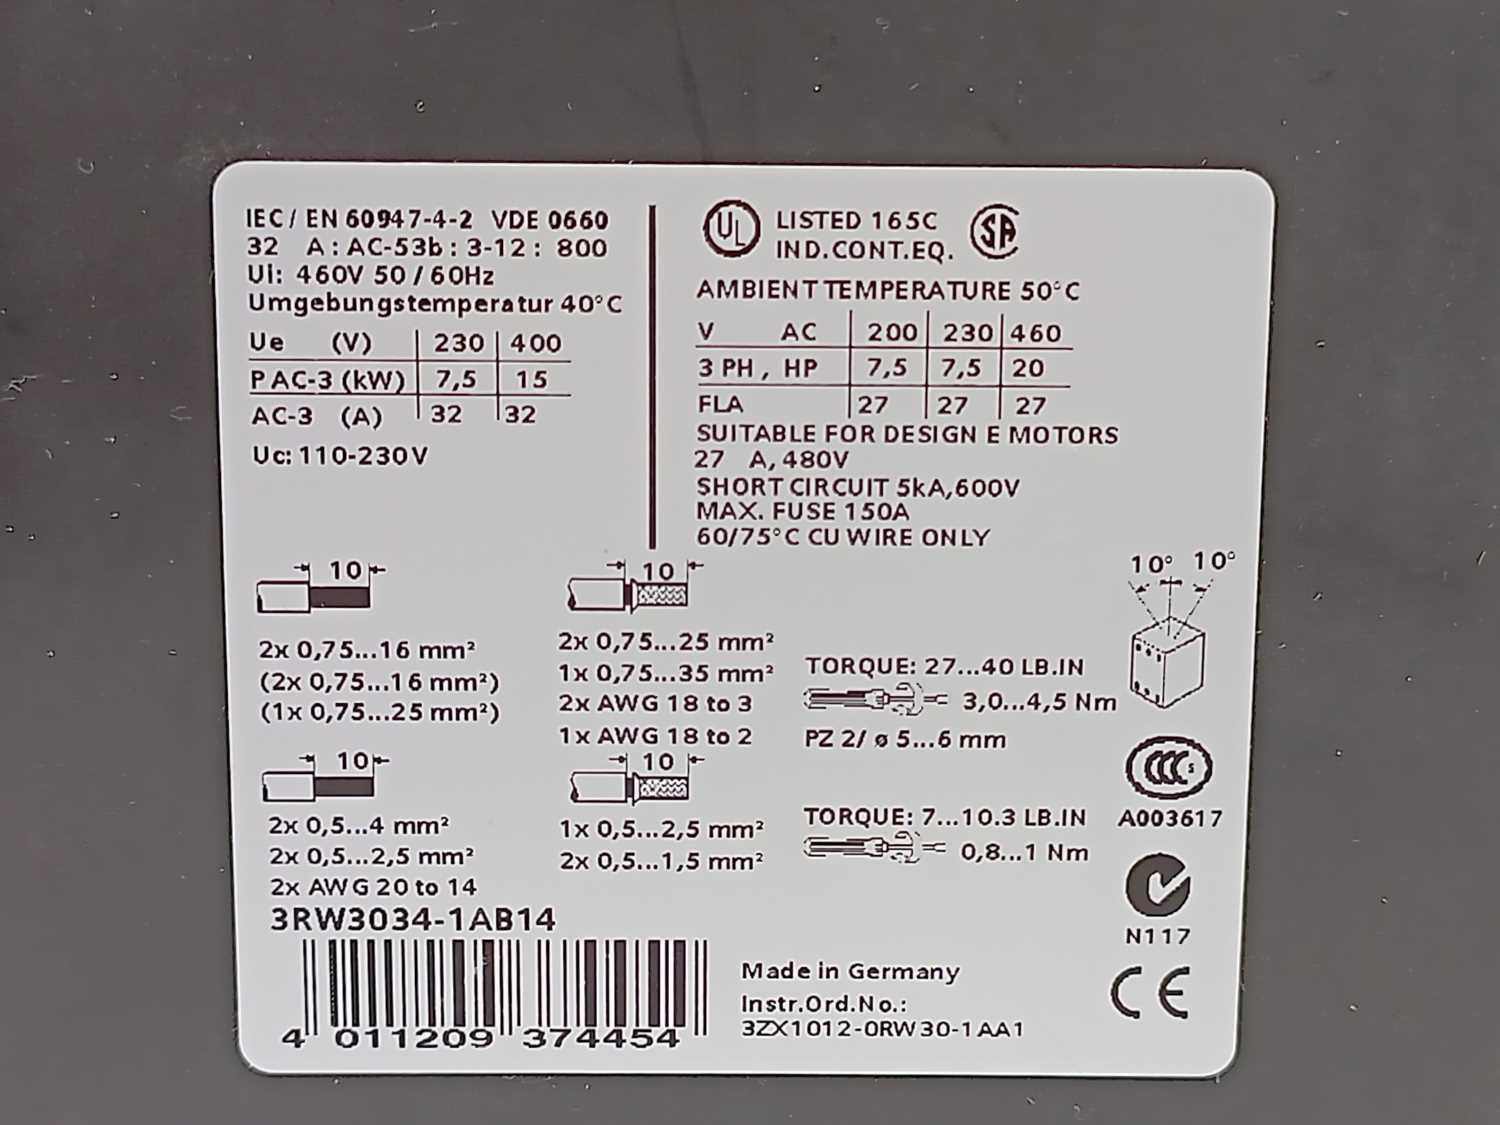 IEC/ EN 60947-4-2 VDE 0660
32 A: AC-53b: 3-12: 800
Ui: 460V 50/60Hz
Umgebungstemperatur 40°C
Ue (V) 230 400
P AC-3 (kW) 7,5 15
AC-3 (A) 32 32
Uc: 110-230V
UL LISTED 165C SA
IND.CONT.EQ.
AMBIENT TEMPERATURE 50°C
V AC 200 230 460
3 PH, HP 7,5 7,5 20
FLA 27 27 27
SUITABLE FOR DESIGN E MOTORS
27 A, 480V
SHORT CIRCUIT 5kA,600V
MAX. FUSE 150A
60/75°C CU WIRE ONLY
10
2x 0,75...16 mm²
(2x 0,75...16 mm²)
(1x 0,75...25 mm²)
10
2x 0,75...25 mm²
1x 0,75...35 mm²
2x AWG 18 to 3
1x AWG 18 to 2
TORQUE: 27...40 LB.IN
3,0...4,5 Nm
PZ 2/ ø 5...6 mm
10° 10°
10
2x 0,5...4 mm²
2x 0,5...2,5 mm²
2x AWG 20 to 14
10
1x 0,5...2,5 mm²
2x 0,5...1,5 mm²
TORQUE: 7...10.3 LB.IN
0,8...1 Nm
CCC S
A003617
N117
CE
3RW3034-1AB14
4 011209 374454
Made in Germany
Instr.Ord.No.:
3ZX1012-0RW30-1AA1